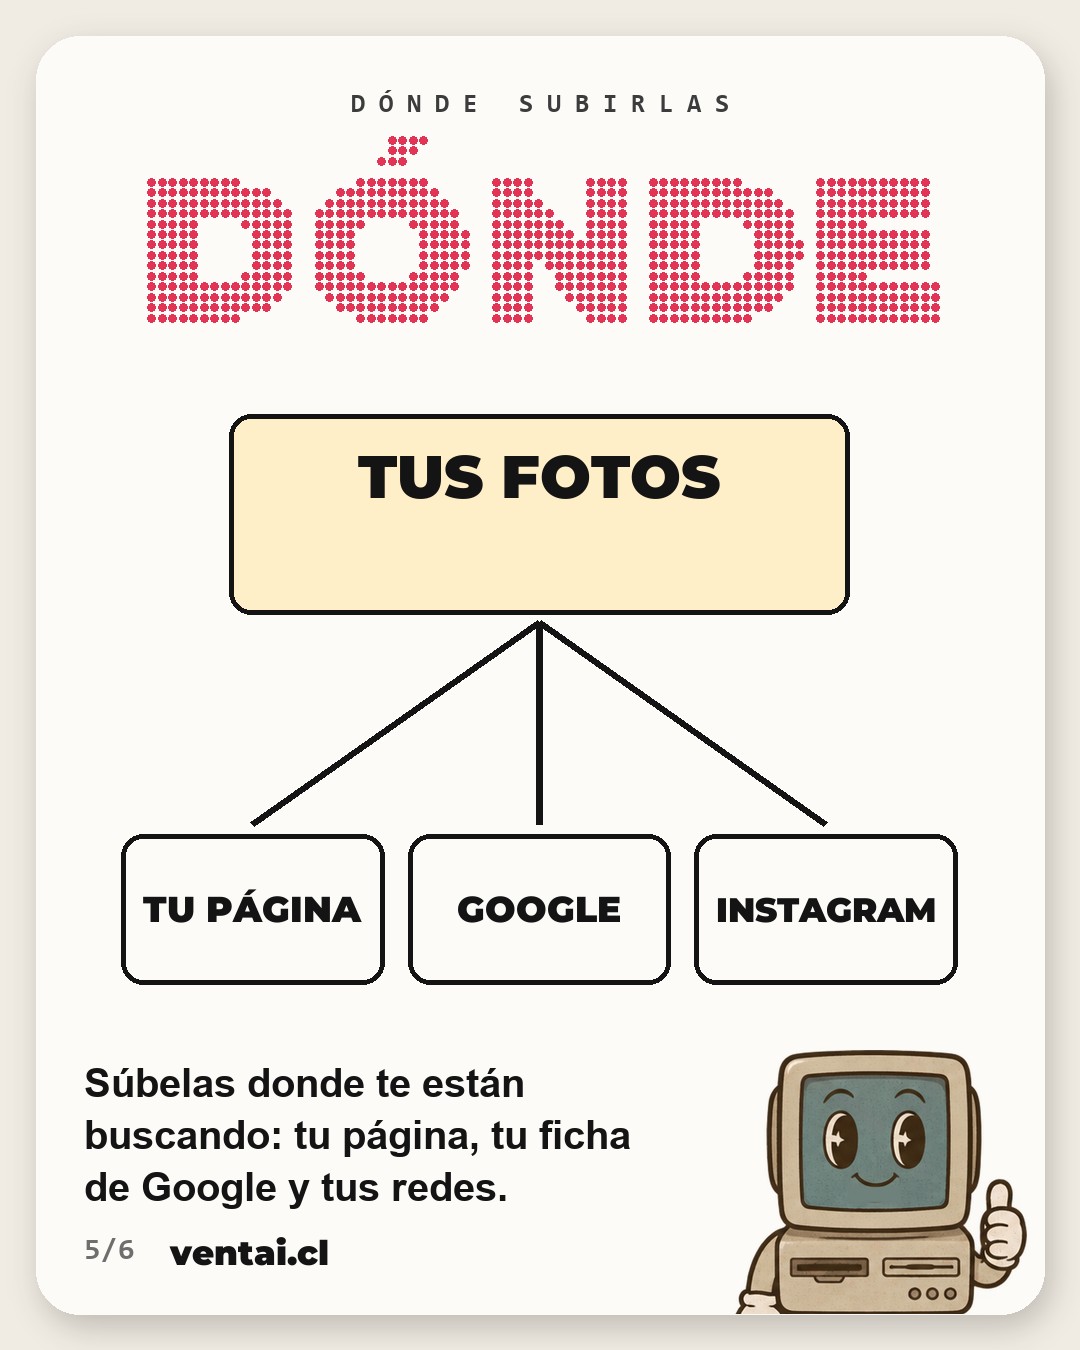 DÓNDE SUBIRLAS
DÓNDE
TUS FOTOS
TU PÁGINA
GOOGLE
INSTAGRAM
Súbelas donde te están
buscando: tu página, tu ficha
de Google y tus redes.
5/6 ventai.cl